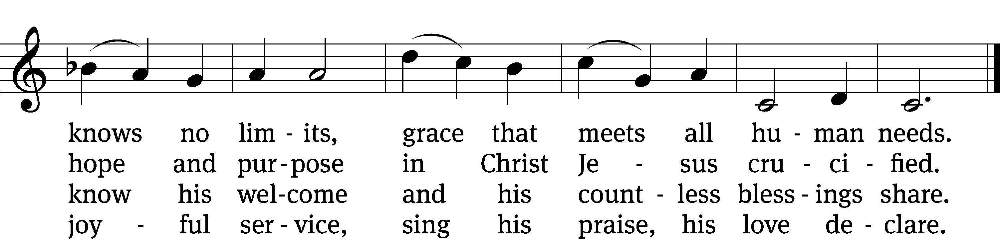 knows no lim - its, grace that meets all hu - man needs.
hope and pur - pose in Christ Je - sus cru - ci - fied.
know his wel - come and his count - less bless - ings share.
joy - ful ser - vice, sing his praise, his love de - clare.